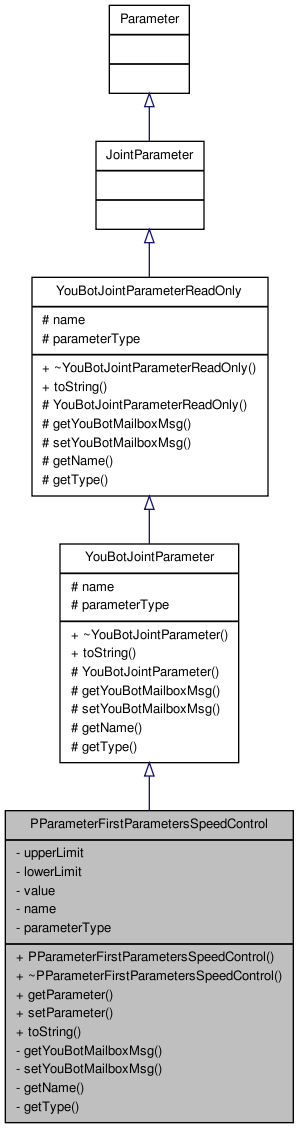 Parameter
JointParameter
YouBotJointParameterReadOnly
# name
# parameterType
+ ~YouBotJointParameterReadOnly()
+ toString()
# YouBotJointParameterReadOnly()
# getYouBotMailboxMsg()
# setYouBotMailboxMsg()
# getName()
# getType()
YouBotJointParameter
# name
# parameterType
+ ~YouBotJointParameter()
+ toString()
# YouBotJointParameter()
# getYouBotMailboxMsg()
# setYouBotMailboxMsg()
# getName()
# getType()
PParameterFirstParametersSpeedControl
- upperLimit
- lowerLimit
- value
- name
- parameterType
+ PParameterFirstParametersSpeedControl()
+ ~PParameterFirstParametersSpeedControl()
+ getParameter()
+ setParameter()
+ toString()
- getYouBotMailboxMsg()
- setYouBotMailboxMsg()
- getName()
- getType()